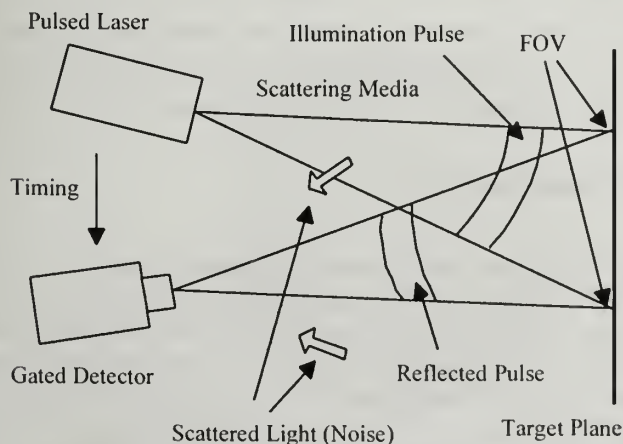 Pulsed Laser
Illumination Pulse
FOV
Scattering Media
Timing
Gated Detector
Reflected Pulse
Scattered Light (Noise)
Target Plane